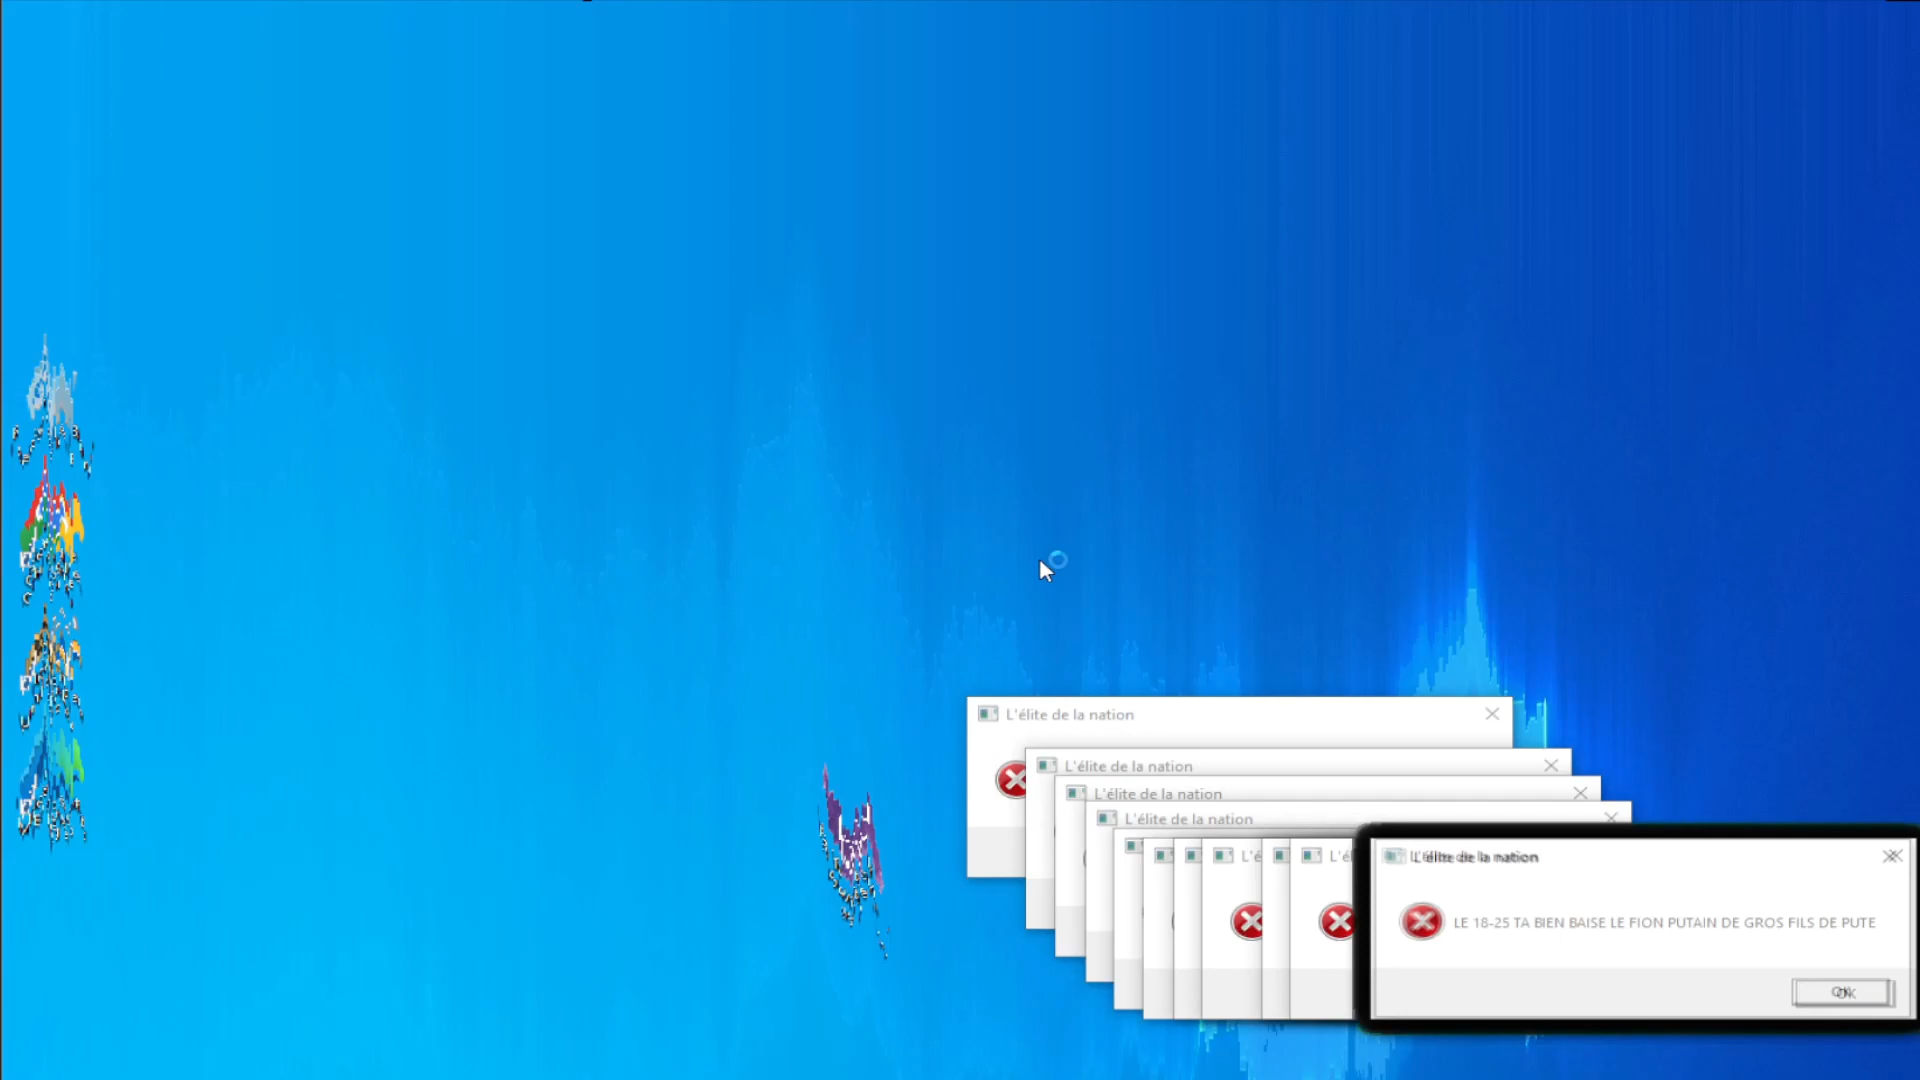 L'élite de la nation
L'élite de la nation
L'élite de la nation
L'élite de la nation
L'é
L'él
L'élite de la nation
LE 18-25 TA BIEN BAISE LE FION PUTAIN DE GROS FILS DE PUTE
OK